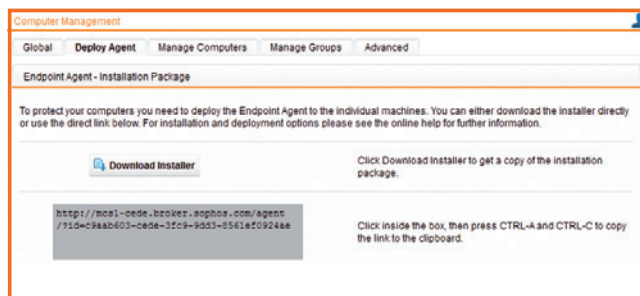 Computer Management
Global Deploy Agent Manage Computers Manage Groups Advanced
Endpoint Agent - Installation Package
To protect your computers you need to deploy the Endpoint Agent to the individual machines. You can either download the installer directly
or use the direct link below. For installation and deployment options please see the online help for further information.
Download Installer
Click Download Installer to get a copy of the installation
package.
http://mcs1-cede.broker.sophos.com/agent
/?id=c9aab603-cede-3fc9-9dd3-8561ef0924ae
Click inside the box, then press CTRL-A and CTRL-C to copy
the link to the clipboard.